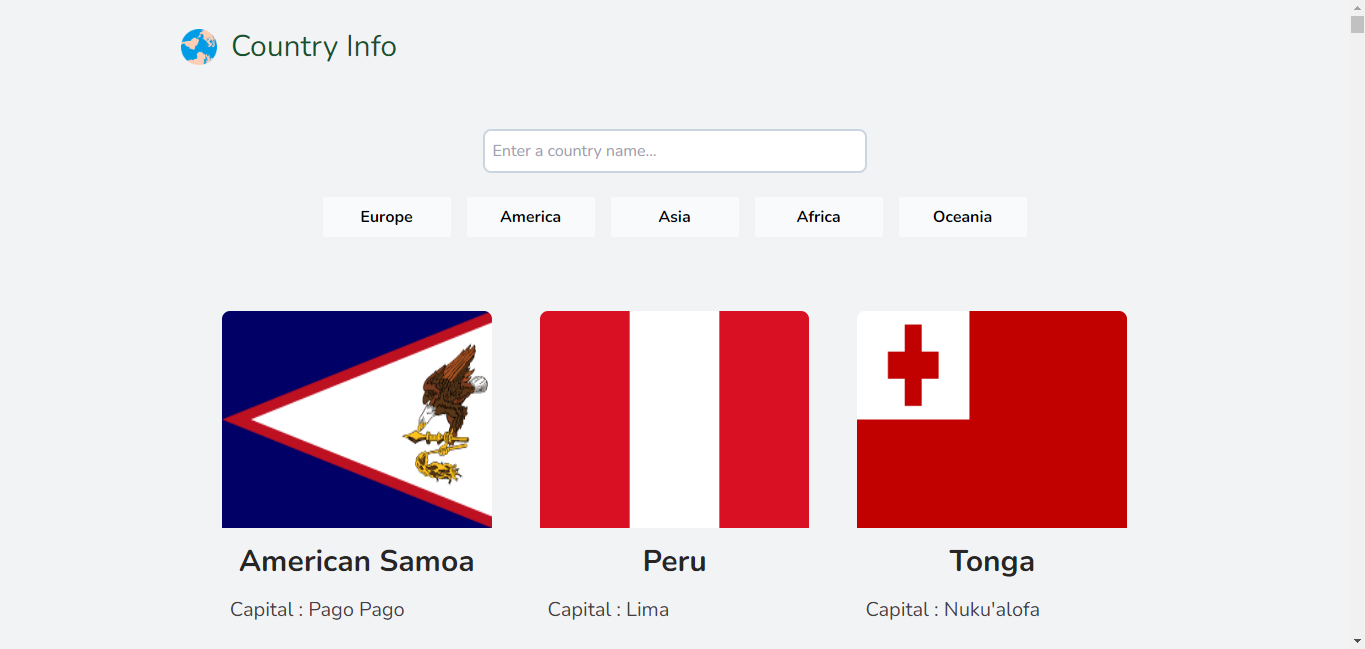 Country Info
Enter a country name...
Europe America Asia Africa Oceania
American Samoa Peru Tonga
Capital : Pago Pago Capital : Lima Capital : Nuku'alofa